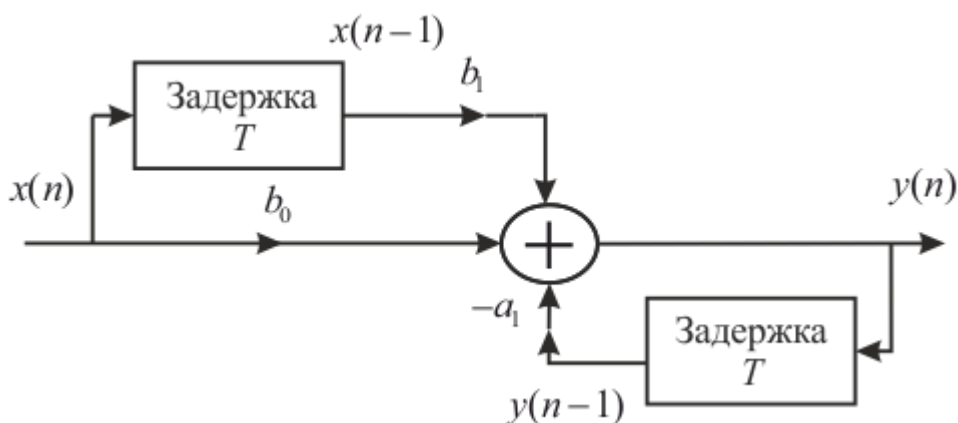 x(n−1)
b₁
Задержка
T
x(n)
b₀
y(n)
+
−a₁
Задержка
T
y(n−1)